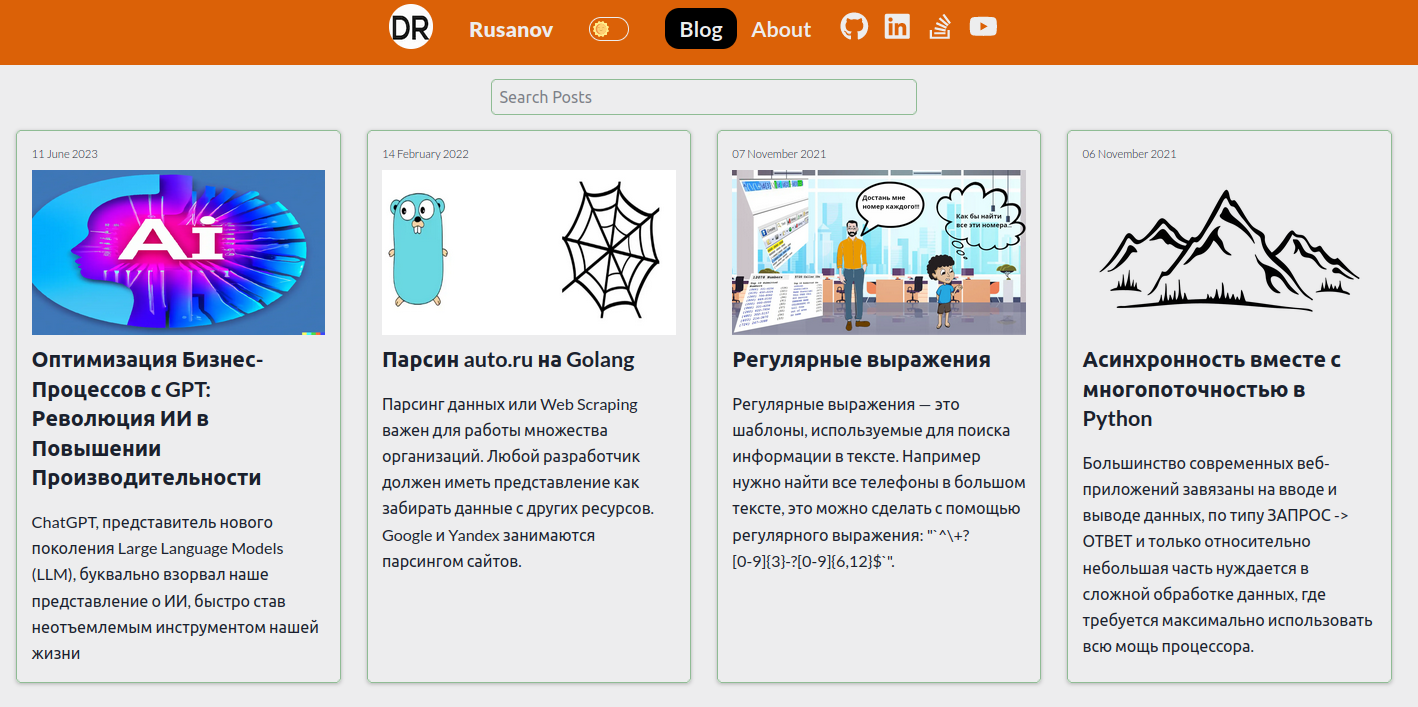 DR
Rusanov
Blog
About
Search Posts
11 June 2023
Ai
Оптимизация Бизнес-
Процессов с GPT:
Революция ИИ в
Повышении
Производительности
ChatGPT, представитель нового
поколения Large Language Models
(LLM), буквально взорвал наше
представление о ИИ, быстро став
неотъемлемым инструментом нашей
жизни
14 February 2022
Парсин auto.ru на Golang
Парсинг данных или Web Scraping
важен для работы множества
организаций. Любой разработчик
должен иметь представление как
забирать данные с других ресурсов.
Google и Yandex занимаются
парсингом сайтов.
07 November 2021
Достань мне
номер каждого!!
Как бы найти
все эти номера...
Регулярные выражения
Регулярные выражения — это
шаблоны, используемые для поиска
информации в тексте. Например
нужно найти все телефоны в большом
тексте, это можно сделать с помощью
регулярного выражения: "`^\+?
[0-9]{3}-?[0-9]{6,12}$`".
06 November 2021
Асинхронность вместе с
многопоточностью в
Python
Большинство современных веб-
приложений завязаны на вводе и
выводе данных, по типу ЗАПРОС ->
ОТВЕТ и только относительно
небольшая часть нуждается в
сложной обработке данных, где
требуется максимально использовать
всю мощь процессора.